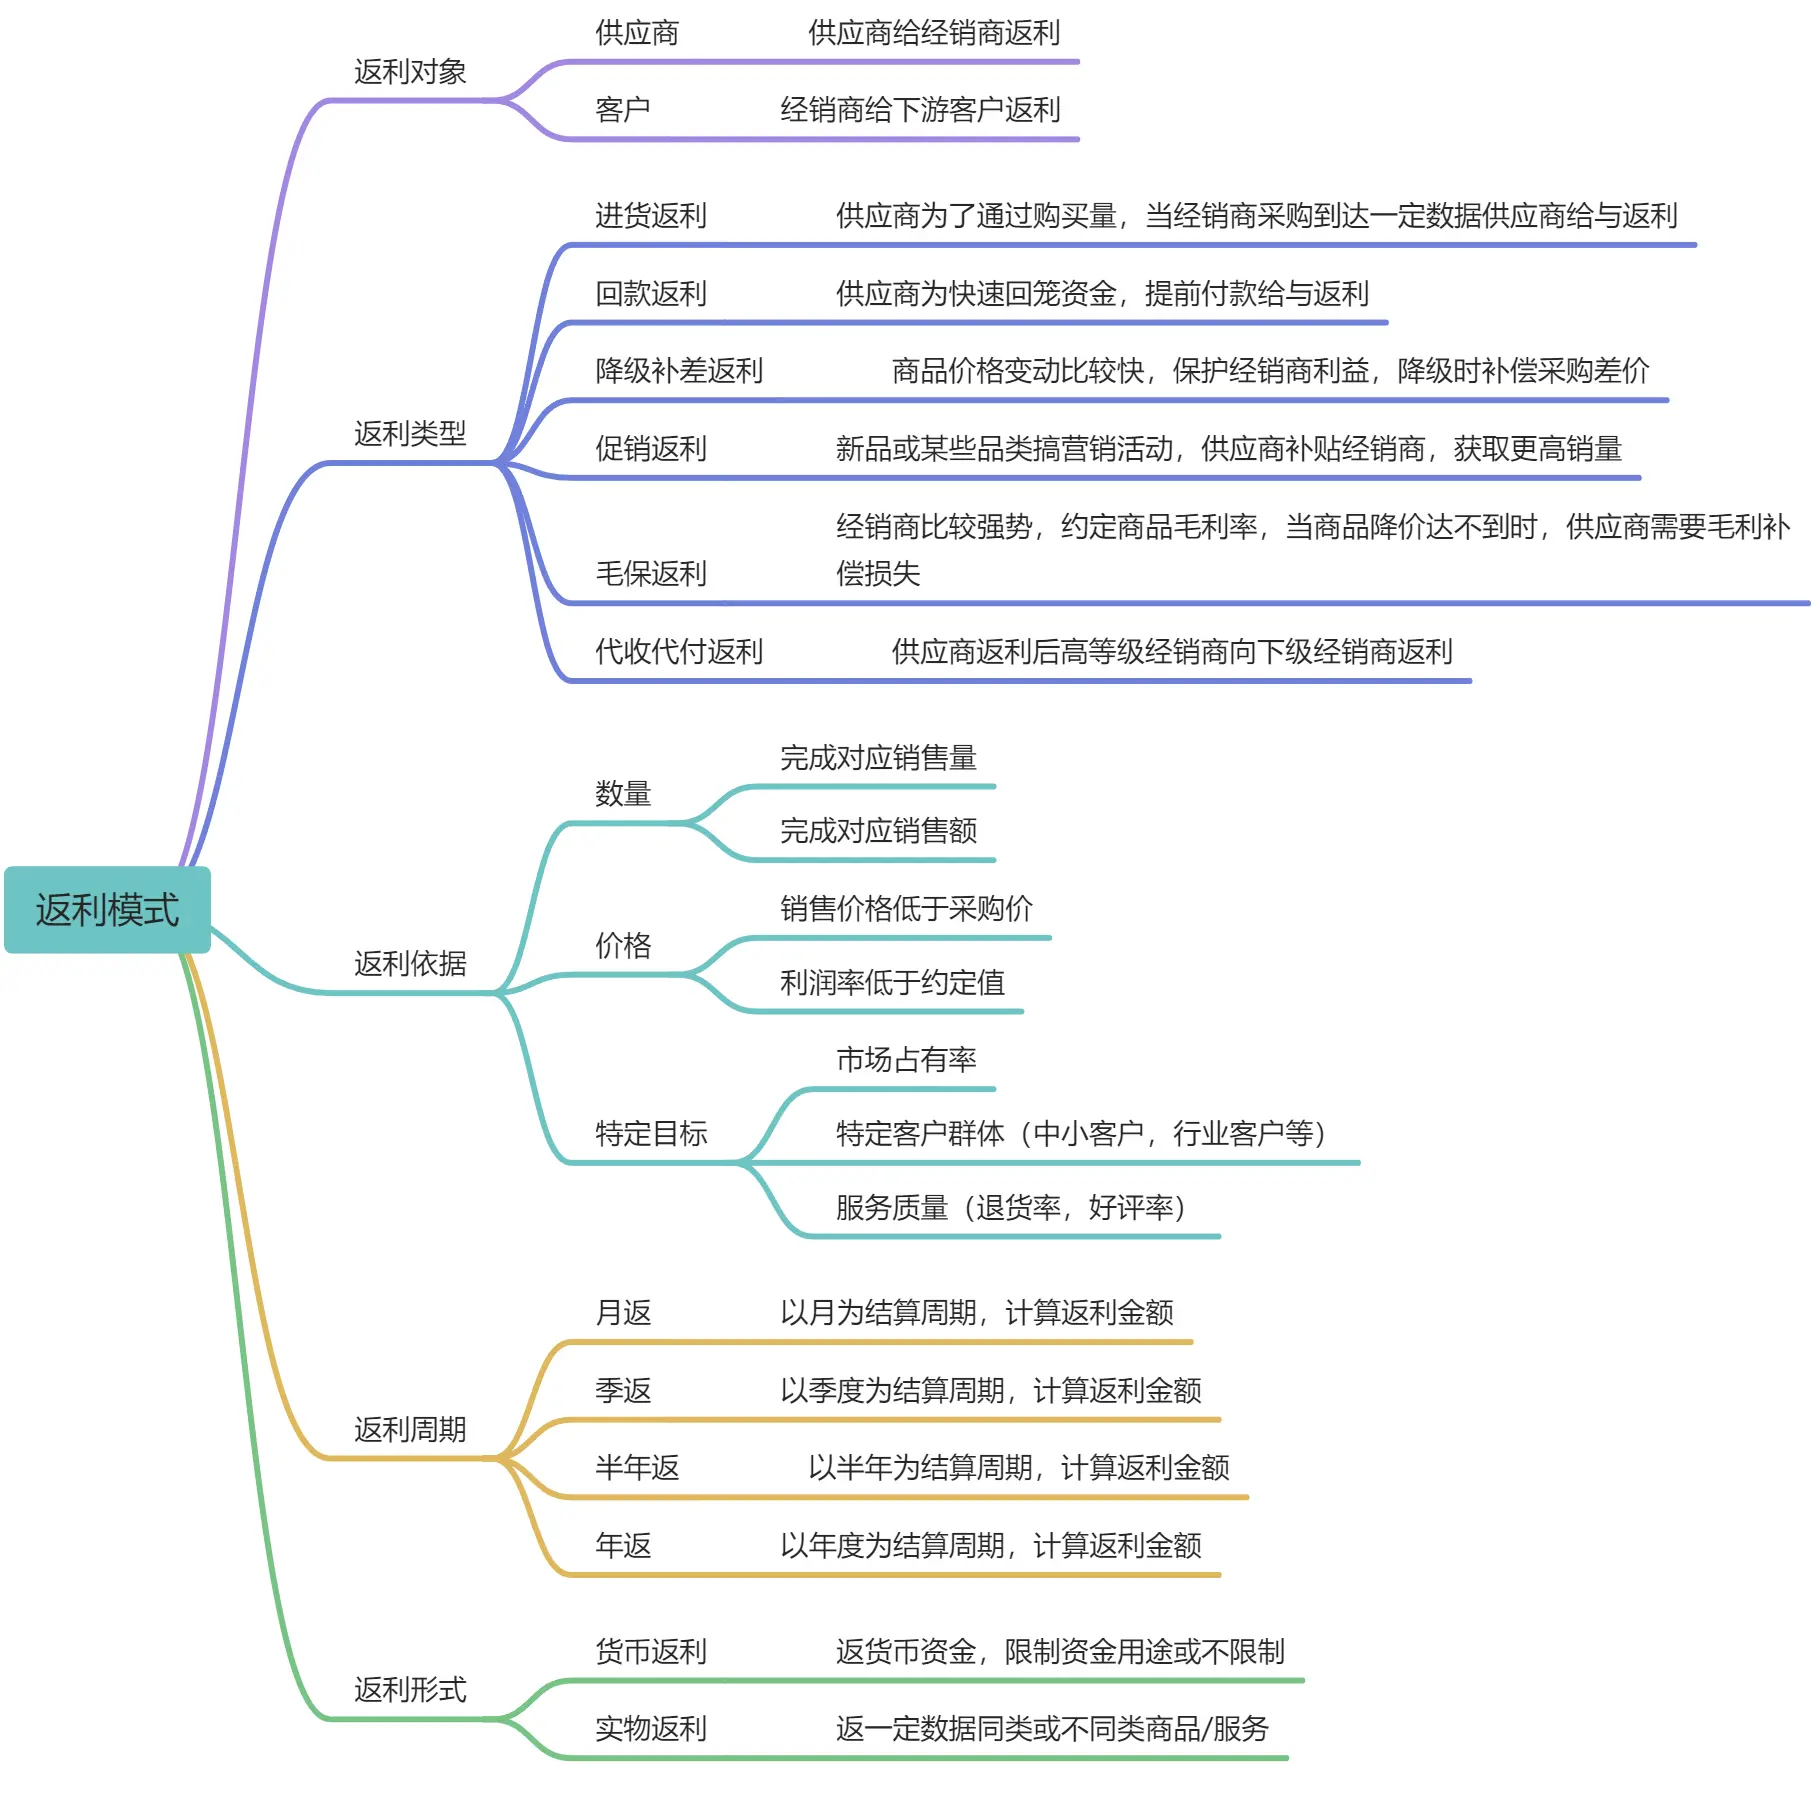 返利模式
返利对象
供应商
供应商给经销商返利
客户
经销商给下游客户返利
返利类型
进货返利
供应商为了通过购买量，当经销商采购到达一定数据供应商给与返利
回款返利
供应商为快速回笼资金，提前付款给与返利
降级补差返利
商品价格变动比较快，保护经销商利益，降级时补偿采购差价
促销返利
新品或某些品类搞营销活动，供应商补贴经销商，获取更高销量
毛保返利
经销商比较强势，约定商品毛利率，当商品降价达不到时，供应商需要毛利补
偿损失
代收代付返利
供应商返利后高等级经销商向下级经销商返利
返利依据
数量
完成对应销售量
完成对应销售额
价格
销售价格低于采购价
利润率低于约定值
特定目标
市场占有率
特定客户群体（中小客户，行业客户等）
服务质量（退货率，好评率）
返利周期
月返
以月为结算周期，计算返利金额
季返
以季度为结算周期，计算返利金额
半年返
以半年为结算周期，计算返利金额
年返
以年度为结算周期，计算返利金额
返利形式
货币返利
返货币资金，限制资金用途或不限制
实物返利
返一定数据同类或不同类商品/服务